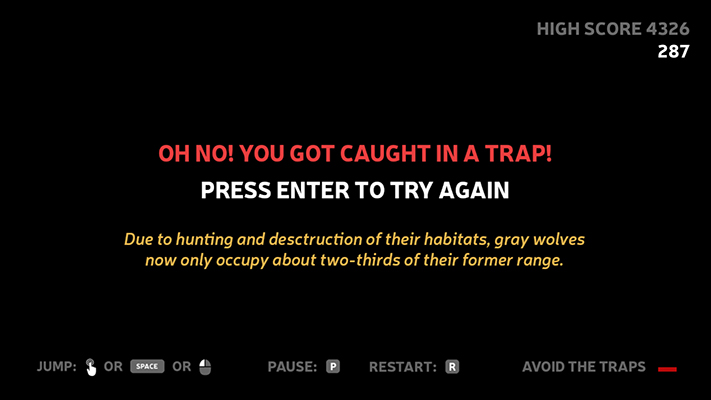 HIGH SCORE 4326
287
OH NO! YOU GOT CAUGHT IN A TRAP!
PRESS ENTER TO TRY AGAIN
Due to hunting and desctruction of their habitats, gray wolves
now only occupy about two-thirds of their former range.
JUMP: OR SPACE OR PAUSE: P RESTART: R AVOID THE TRAPS